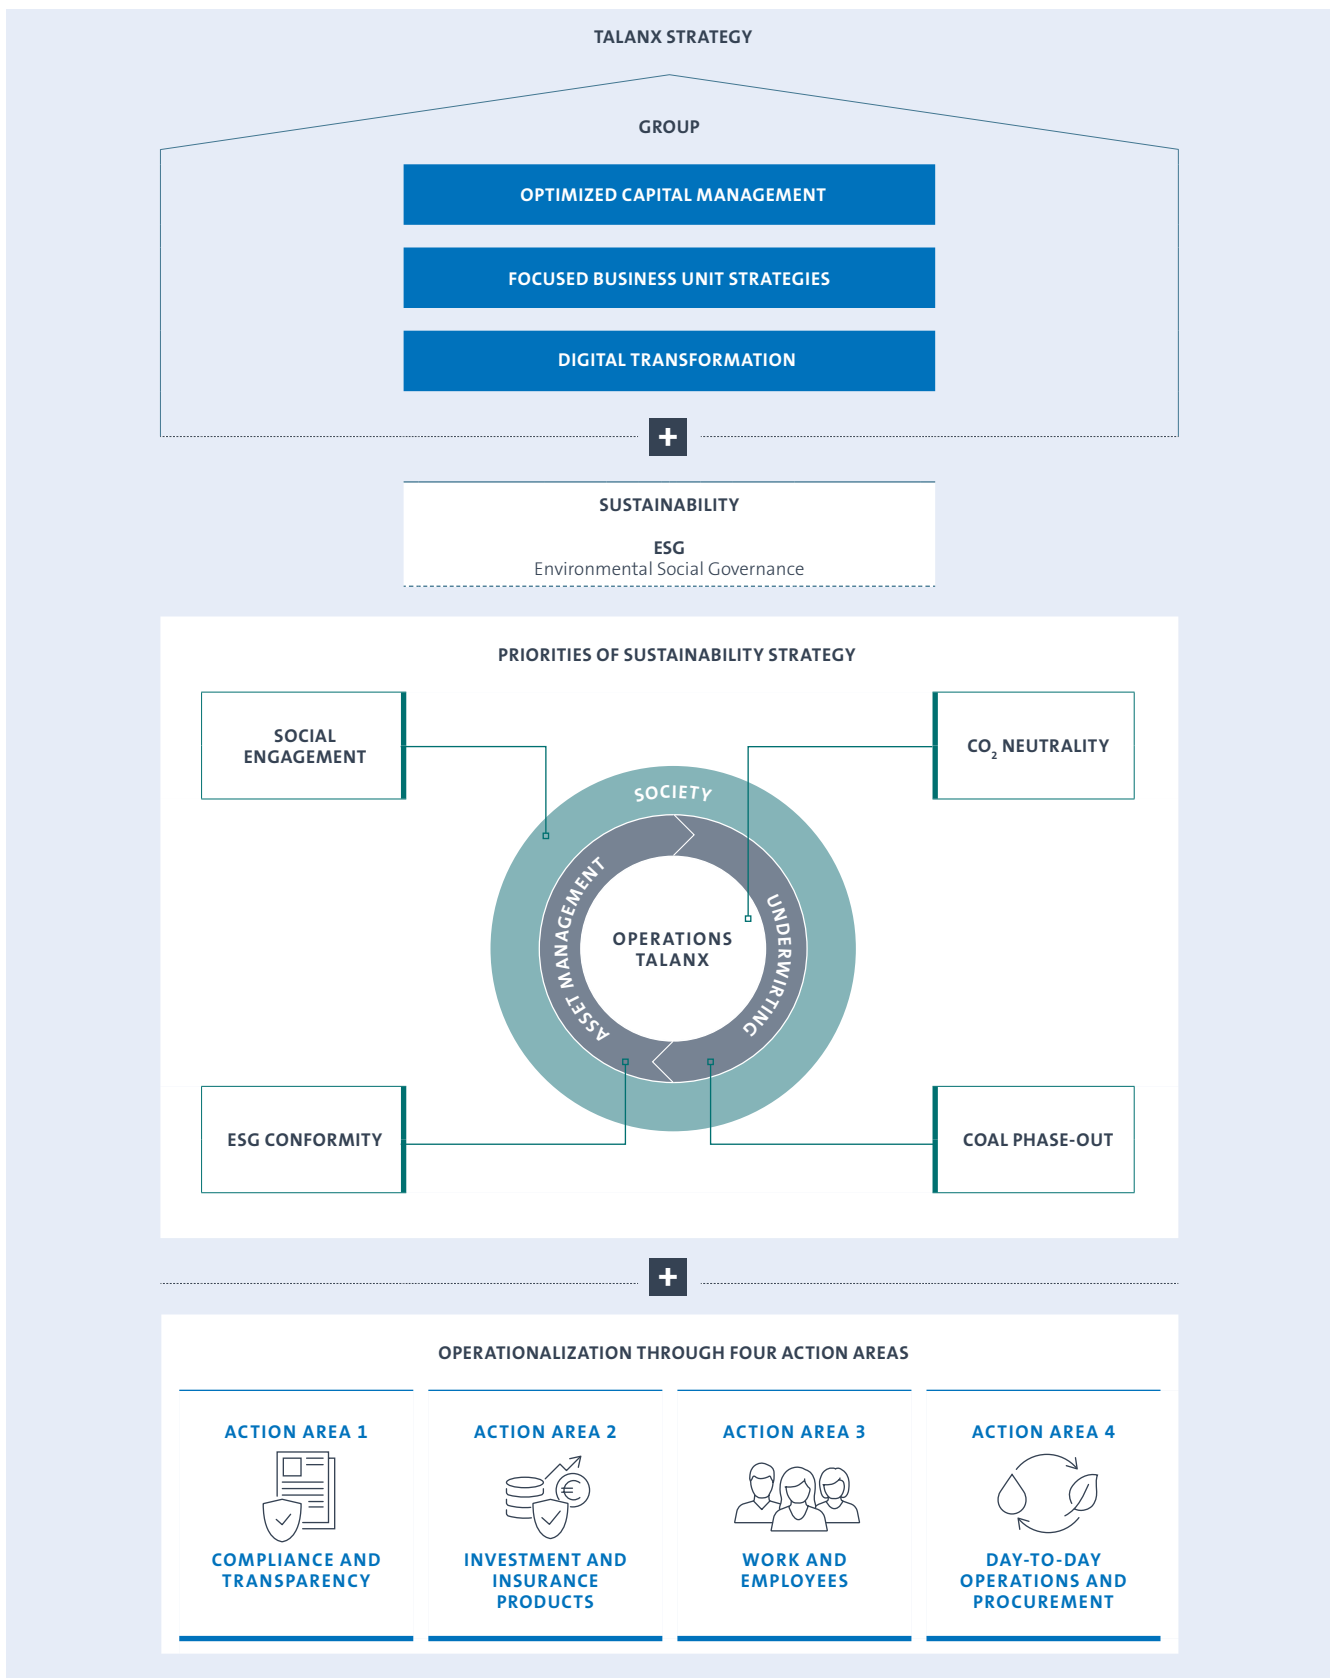 TALANX STRATEGY
GROUP
OPTIMIZED CAPITAL MANAGEMENT
FOCUSED BUSINESS UNIT STRATEGIES
DIGITAL TRANSFORMATION
+
SUSTAINABILITY
ESG
Environmental Social Governance
PRIORITIES OF SUSTAINABILITY STRATEGY
SOCIAL
ENGAGEMENT
CO₂ NEUTRALITY
SOCIETY
ASSET MANAGEMENT
UNDERWIRTING
OPERATIONS
TALANX
ESG CONFORMITY
COAL PHASE-OUT
+
OPERATIONALIZATION THROUGH FOUR ACTION AREAS
ACTION AREA 1
€
COMPLIANCE AND
TRANSPARENCY
ACTION AREA 2
INVESTMENT AND
INSURANCE
PRODUCTS
ACTION AREA 3
WORK AND
EMPLOYEES
ACTION AREA 4
DAY-TO-DAY
OPERATIONS AND
PROCUREMENT